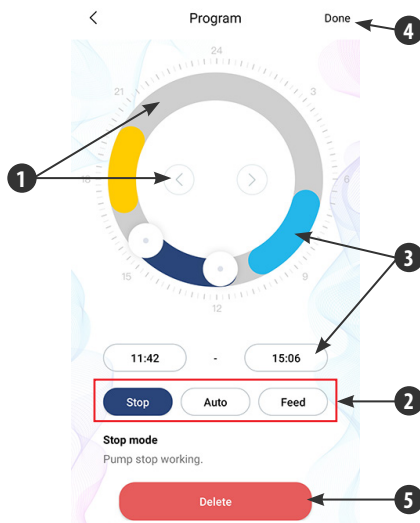 Program
Done
4
24
21
3
1
18
6
3
15
9
12
11:42 - 15:06
Stop Auto Feed
2
Stop mode
Pump stop working.
Delete
5